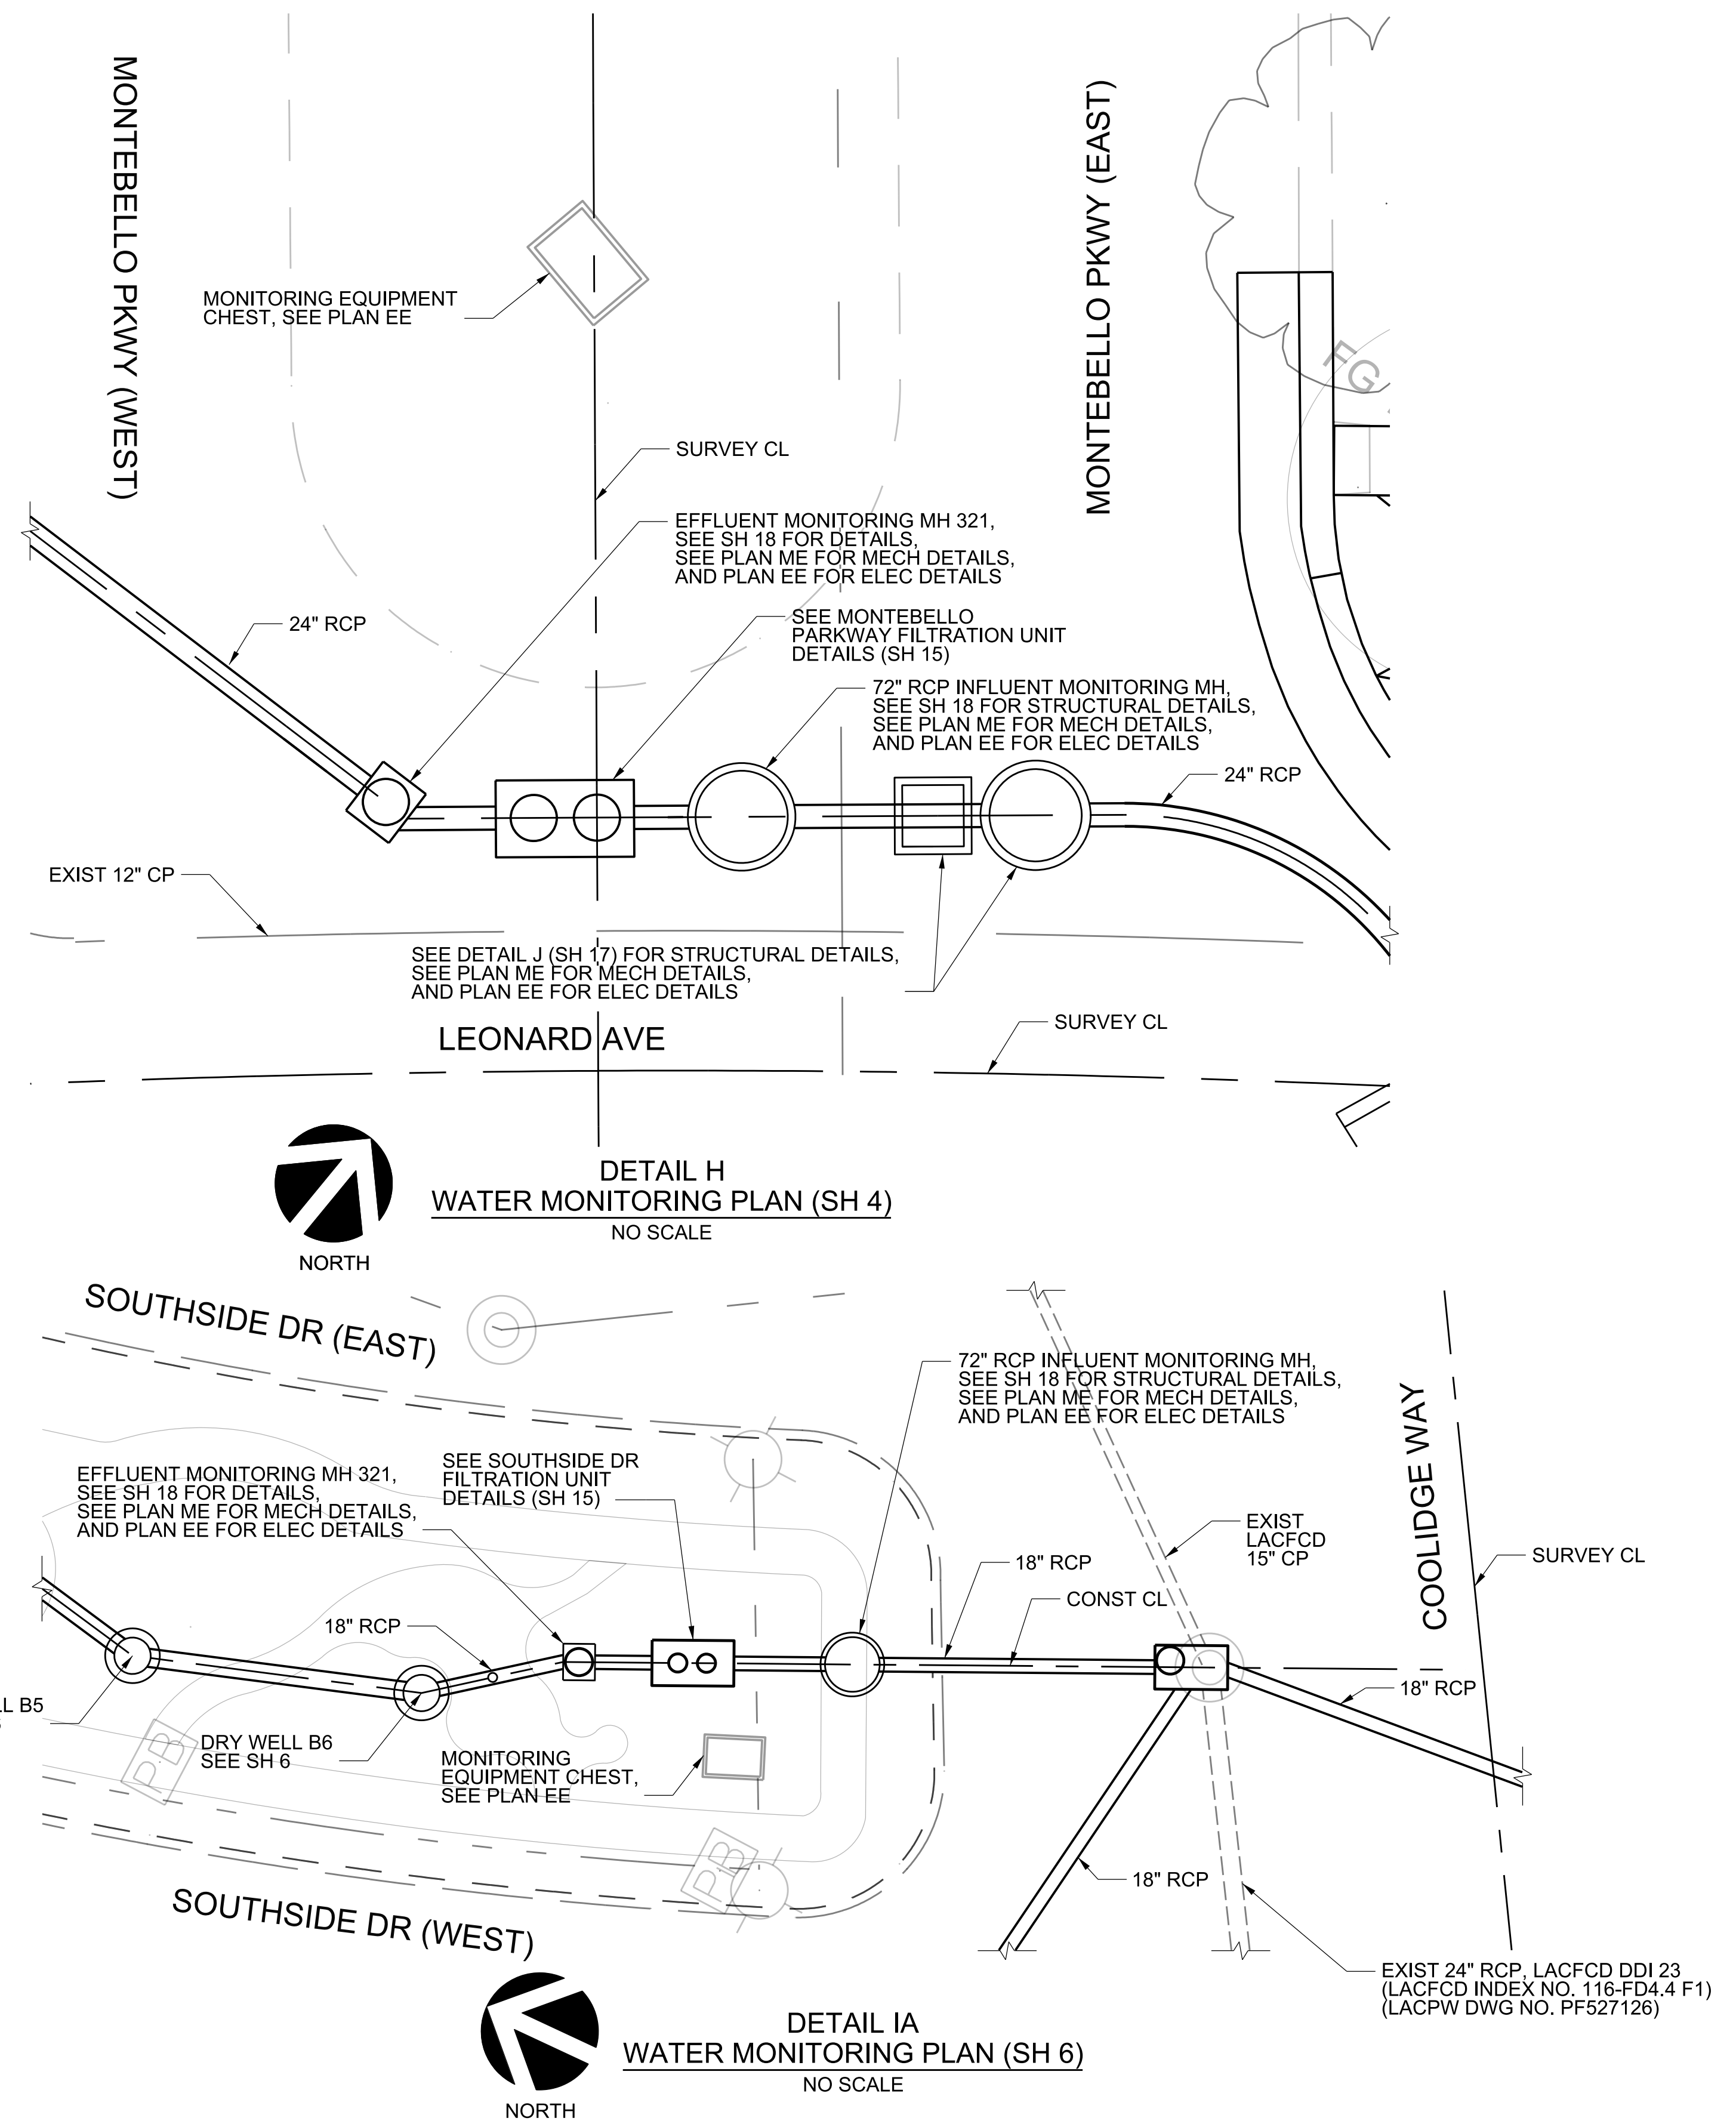 MONTEBELLO PKWY (WEST)
MONTEBELLO PKWY (EAST)
MONITORING EQUIPMENT
CHEST, SEE PLAN EE
FG
SURVEY CL
EFFLUENT MONITORING MH 321,
SEE SH 18 FOR DETAILS,
SEE PLAN ME FOR MECH DETAILS,
AND PLAN EE FOR ELEC DETAILS
24" RCP
SEE MONTEBELLO
PARKWAY FILTRATION UNIT
DETAILS (SH 15)
72" RCP INFLUENT MONITORING MH,
SEE SH 18 FOR STRUCTURAL DETAILS,
SEE PLAN ME FOR MECH DETAILS,
AND PLAN EE FOR ELEC DETAILS
24" RCP
EXIST 12" CP
SEE DETAIL J (SH 17) FOR STRUCTURAL DETAILS,
SEE PLAN ME FOR MECH DETAILS,
AND PLAN EE FOR ELEC DETAILS
LEONARD AVE
SURVEY CL
NORTH
DETAIL H
WATER MONITORING PLAN (SH 4)
NO SCALE
SOUTHSIDE DR (EAST)
72" RCP INFLUENT MONITORING MH,
SEE SH 18 FOR STRUCTURAL DETAILS,
SEE PLAN ME FOR MECH DETAILS,
AND PLAN EE FOR ELEC DETAILS
COOLIDGE WAY
EFFLUENT MONITORING MH 321,
SEE SH 18 FOR DETAILS,
SEE PLAN ME FOR MECH DETAILS,
AND PLAN EE FOR ELEC DETAILS
SEE SOUTHSIDE DR
FILTRATION UNIT
DETAILS (SH 15)
EXIST
LACFCD
15" CP
SURVEY CL
18" RCP
CONST CL
18" RCP
18" RCP
B5
DRY WELL B6
SEE SH 6
PB
MONITORING
EQUIPMENT CHEST,
SEE PLAN EE
PB
18" RCP
SOUTHSIDE DR (WEST)
EXIST 24" RCP, LACFCD DDI 23
(LACFCD INDEX NO. 116-FD4.4 F1)
(LACPW DWG NO. PF527126)
NORTH
DETAIL IA
WATER MONITORING PLAN (SH 6)
NO SCALE